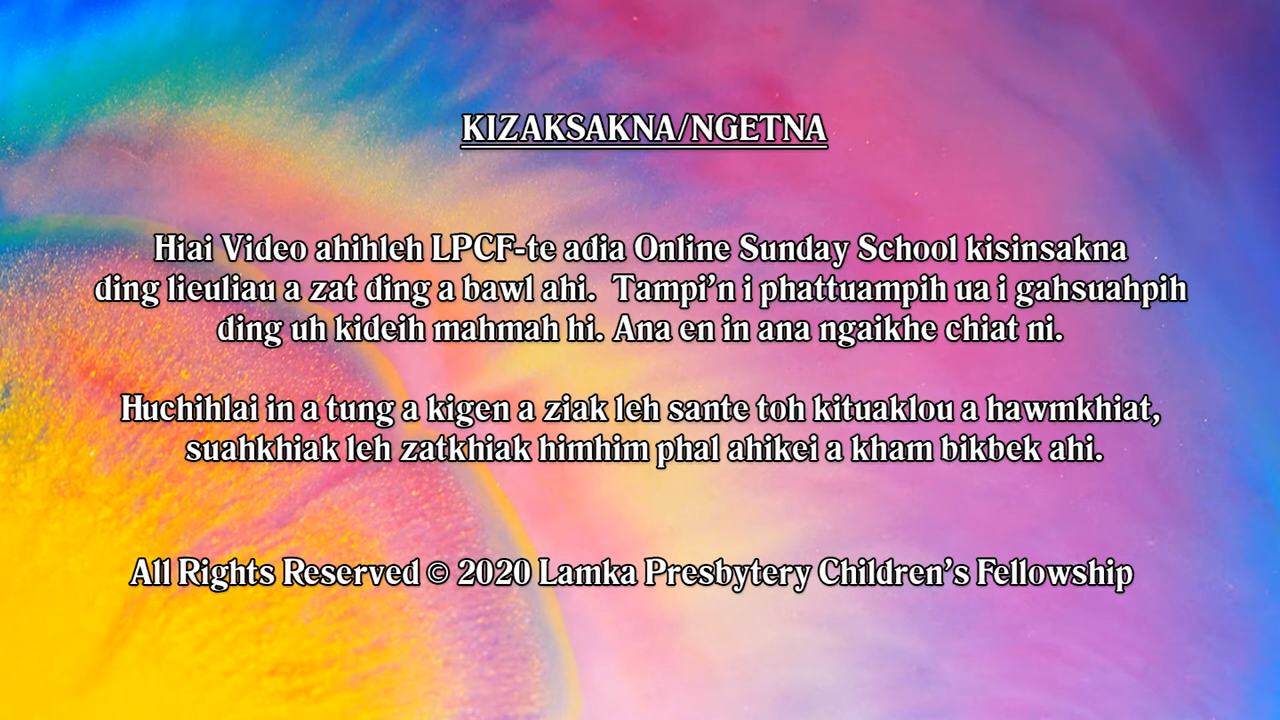 KIZAKSAKNA/NGETNA
Hiai Video ahihleh LPCF-te adia Online Sunday School kisinsakna
ding lieuliau a zat ding a bawl ahi. Tampi'n i phattuampih ua i gahsuahpih
ding uh kideih mahmah hi. Ana en in ana ngaikhe chiat ni.
Huchihlai in a tung a kigen a ziak leh sante toh kituaklou a hawmkhiat,
suahkhiak leh zatkhiak himhim phal ahikei a kham bikbek ahi.
All Rights Reserved © 2020 Lamka Presbytery Children's Fellowship